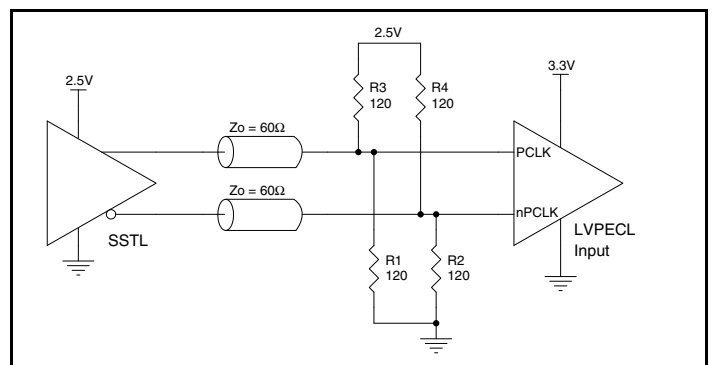 2.5V
2.5V
3.3V
R3
120
R4
120
Zo = 60Ω
PCLK
Zo = 60Ω
nPCLK
SSTL
LVPECL
Input
R1
120
R2
120